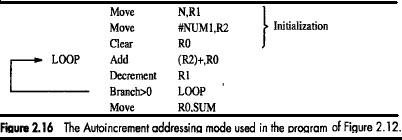 Move N,R1
Move #NUM1,R2 Initialization
Clear R0
LOOP Add (R2)+,R0
Decrement R1
Branch>0 LOOP
Move R0,SUM
Figure 2.16 The Autoincrement addressing mode used in the program of Figure 2.12.